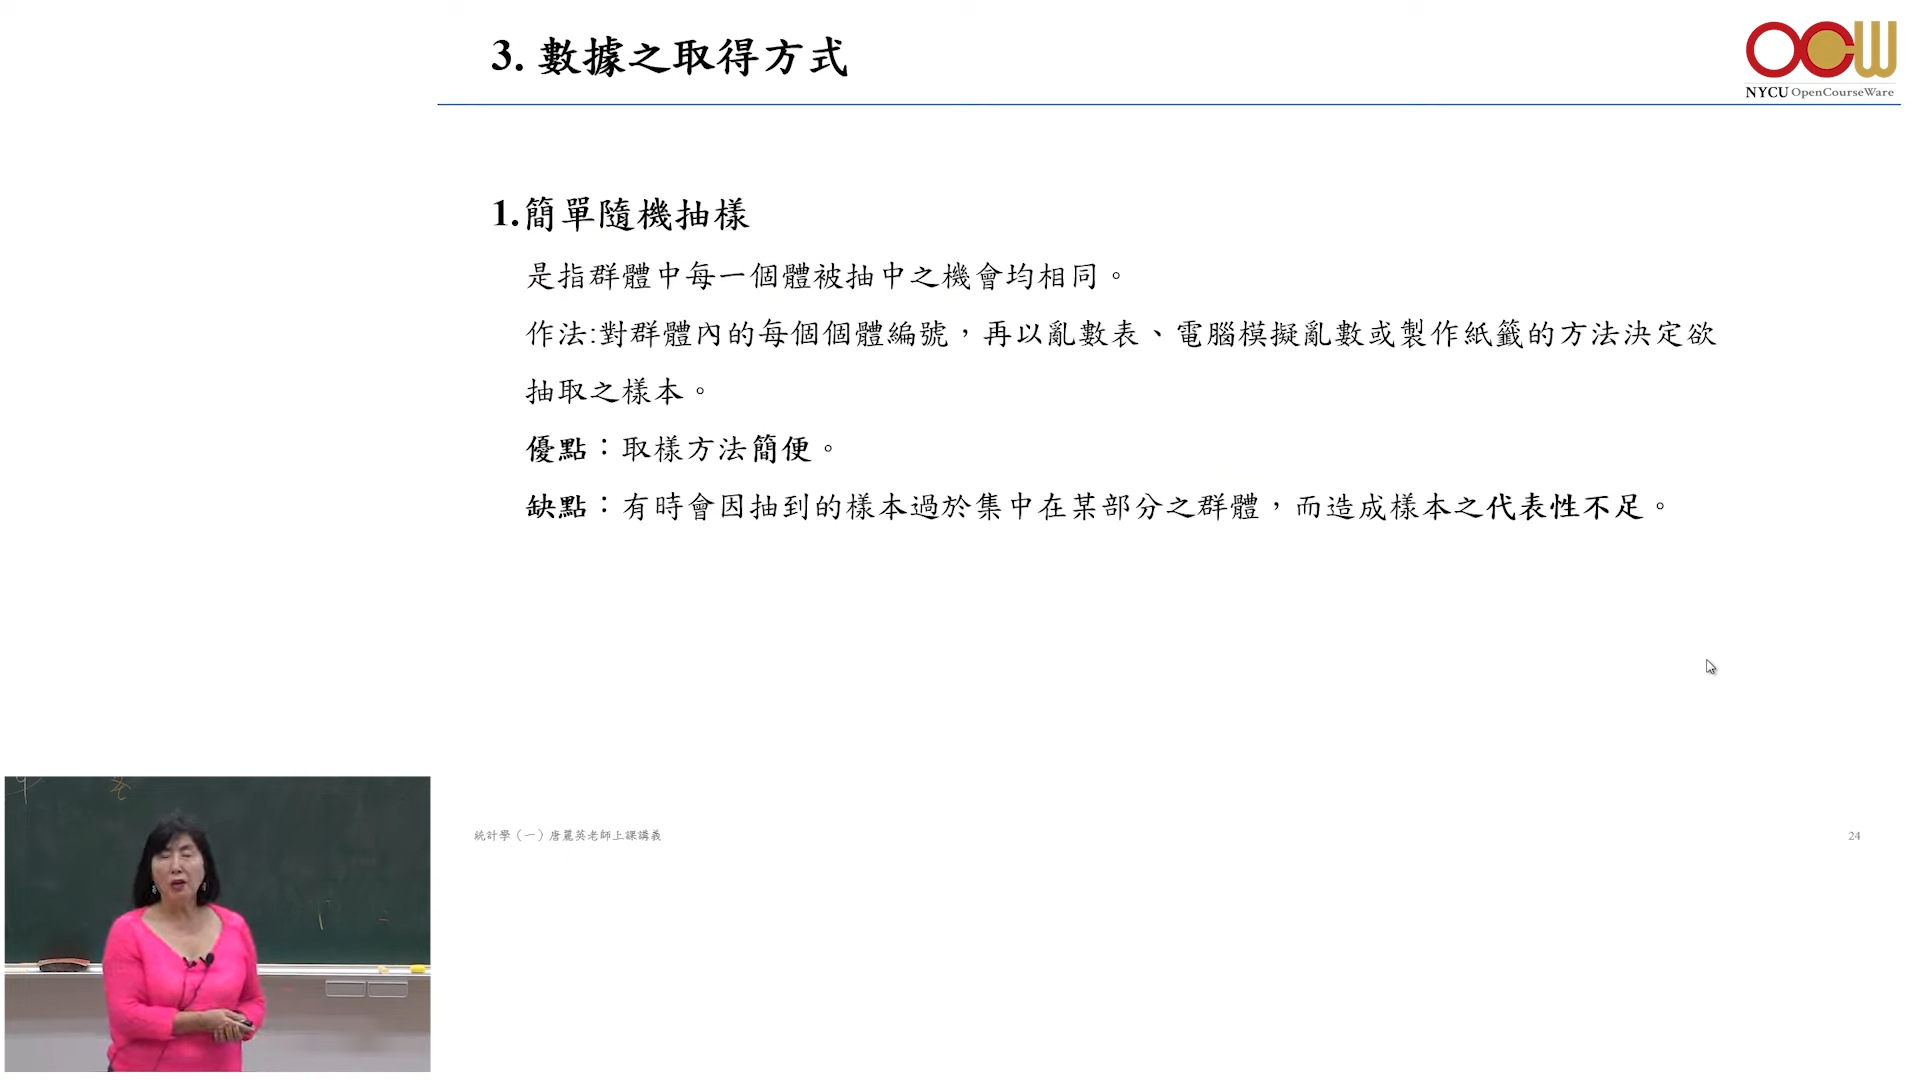 3. 數據之取得方式
OCW
NYCU OpenCourseWare
1.簡單隨機抽樣
是指群體中每一個體被抽中之機會均相同。
作法:對群體內的每個個體編號，再以亂數表、電腦模擬亂數或製作紙籤的方法決定欲
抽取之樣本。
優點：取樣方法簡便。
缺點：有時會因抽到的樣本過於集中在某部分之群體，而造成樣本之代表性不足。
統計學（一）唐麗英老師上課講義
24